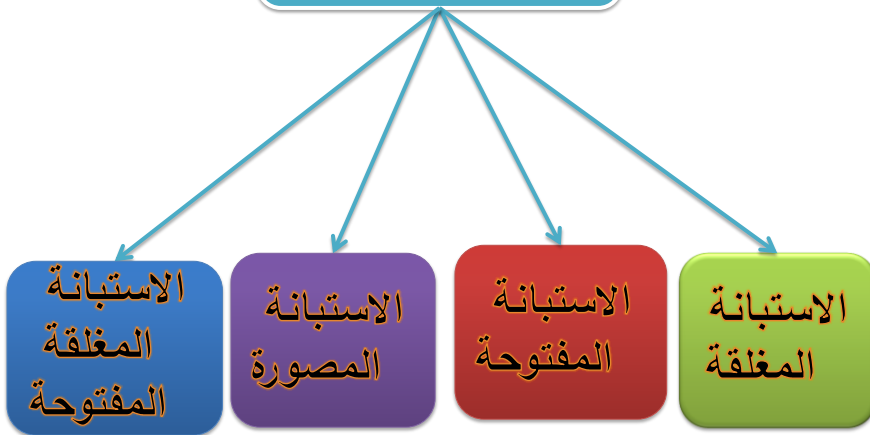 الاستبانة
المغلقة
الاستبانة
المفتوحة
الاستبانة
المصورة
الاستبانة
المغلقة
المفتوحة